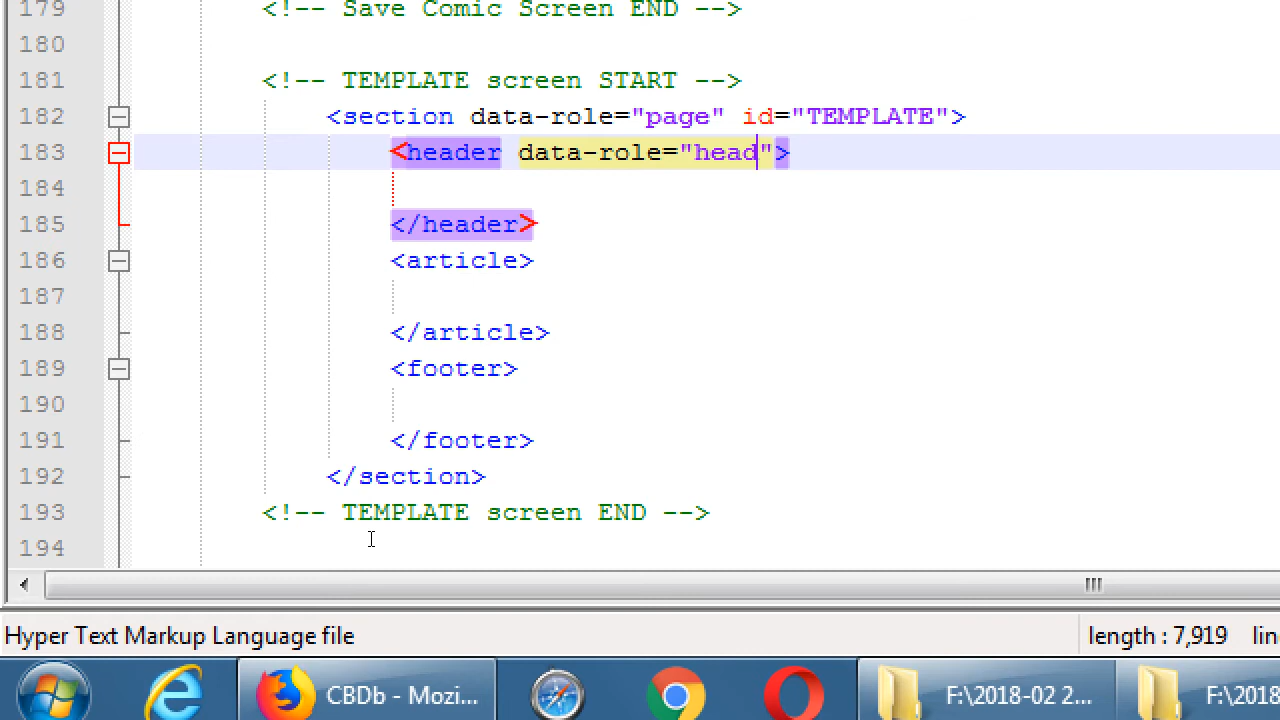 179 <!-- Save Comic Screen END -->
180
181 <!-- TEMPLATE screen START -->
182 <section data-role="page" id="TEMPLATE">
183 <header data-role="head">
184
185 </header>
186 <article>
187
188 </article>
189 <footer>
190
191 </footer>
192 </section>
193 <!-- TEMPLATE screen END -->
194
Hyper Text Markup Language file length : 7,919 lin
CBDb - Mozi... F:\2018-02 2... F:\2018